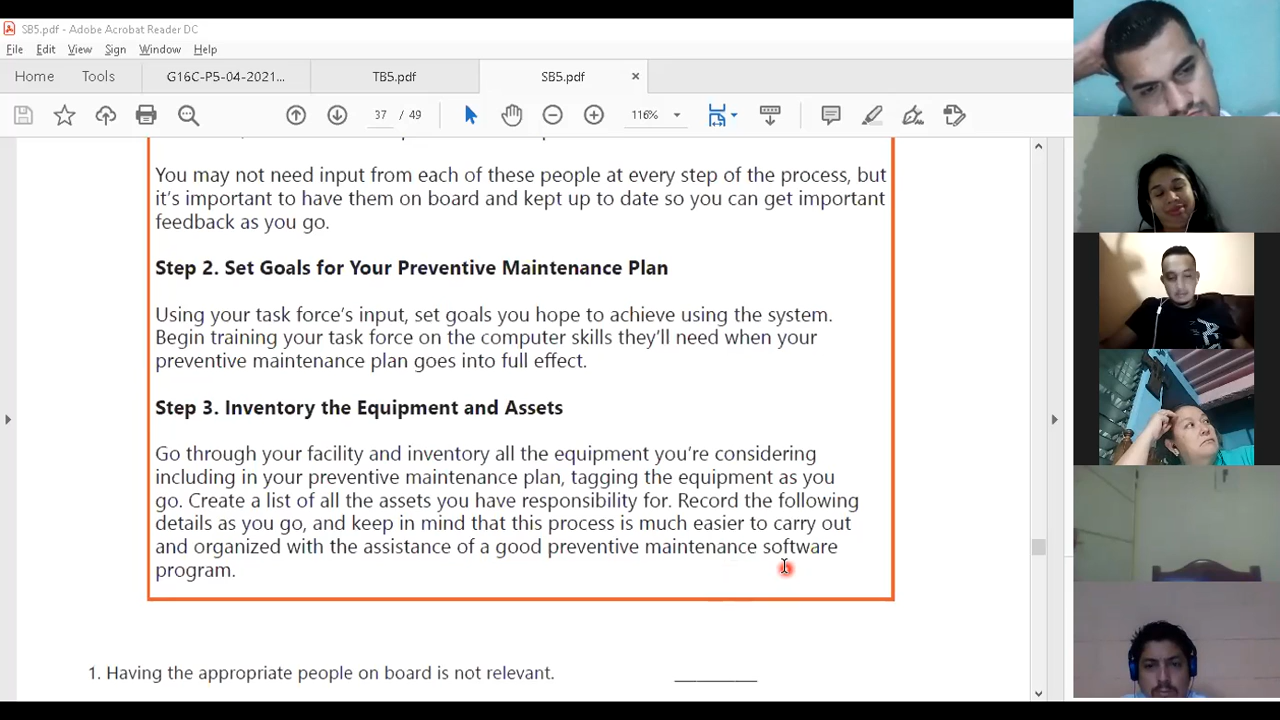 SB5.pdf - Adobe Acrobat Reader DC
File Edit View Sign Window Help
Home Tools G16C-P5-04-2021... TB5.pdf SB5.pdf ×
37 / 49 116%
You may not need input from each of these people at every step of the process, but
it's important to have them on board and kept up to date so you can get important
feedback as you go.
Step 2. Set Goals for Your Preventive Maintenance Plan
Using your task force's input, set goals you hope to achieve using the system.
Begin training your task force on the computer skills they'll need when your
preventive maintenance plan goes into full effect.
Step 3. Inventory the Equipment and Assets
Go through your facility and inventory all the equipment you're considering
including in your preventive maintenance plan, tagging the equipment as you
go. Create a list of all the assets you have responsibility for. Record the following
details as you go, and keep in mind that this process is much easier to carry out
and organized with the assistance of a good preventive maintenance software
program.
1. Having the appropriate people on board is not relevant. _________